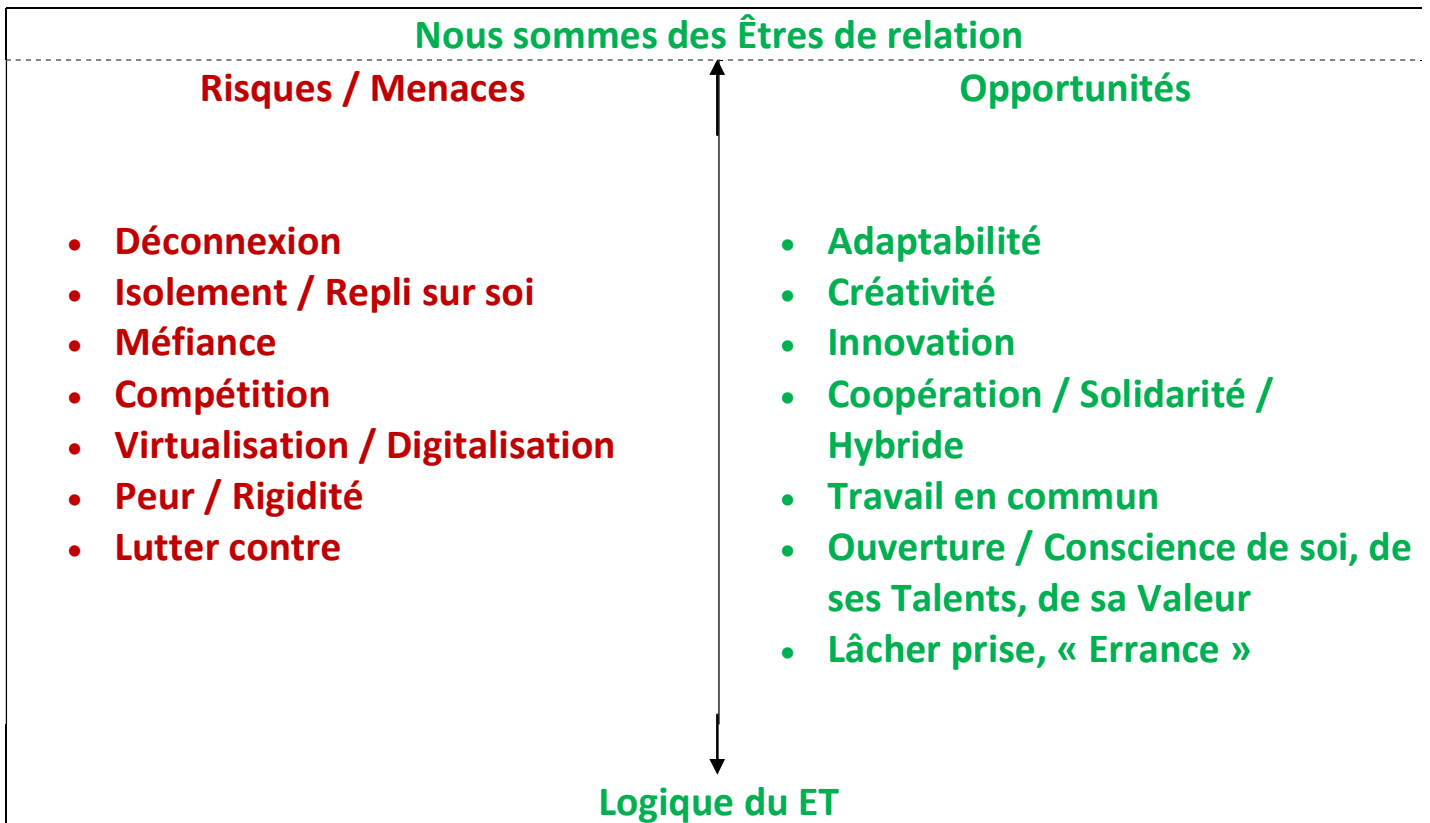 Nous sommes des Êtres de relation
Risques / Menaces
• Déconnexion
• Isolement / Repli sur soi
• Méfiance
• Compétition
• Virtualisation / Digitalisation
• Peur / Rigidité
• Lutter contre
Opportunités
• Adaptabilité
• Créativité
• Innovation
• Coopération / Solidarité /
Hybride
• Travail en commun
• Ouverture / Conscience de soi, de
ses Talents, de sa Valeur
• Lâcher prise, « Errance »
Logique du ET